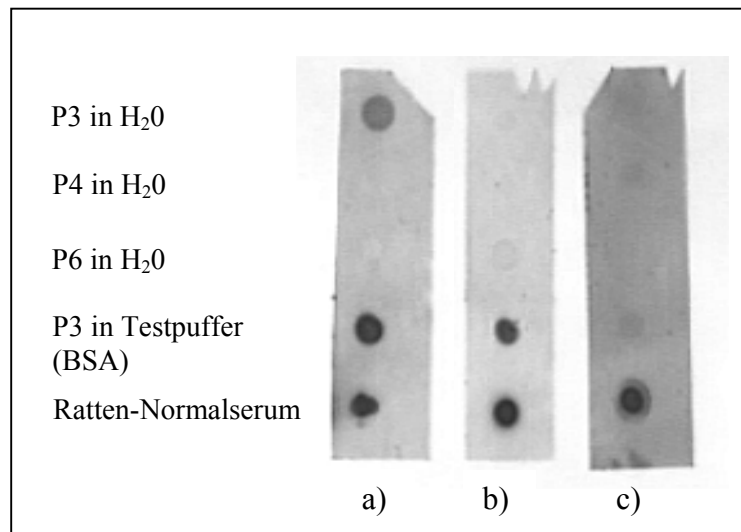 P3 in H₂0
P4 in H₂0
P6 in H₂0
P3 in Testpuffer
(BSA)
Ratten-Normalserum
a) b) c)